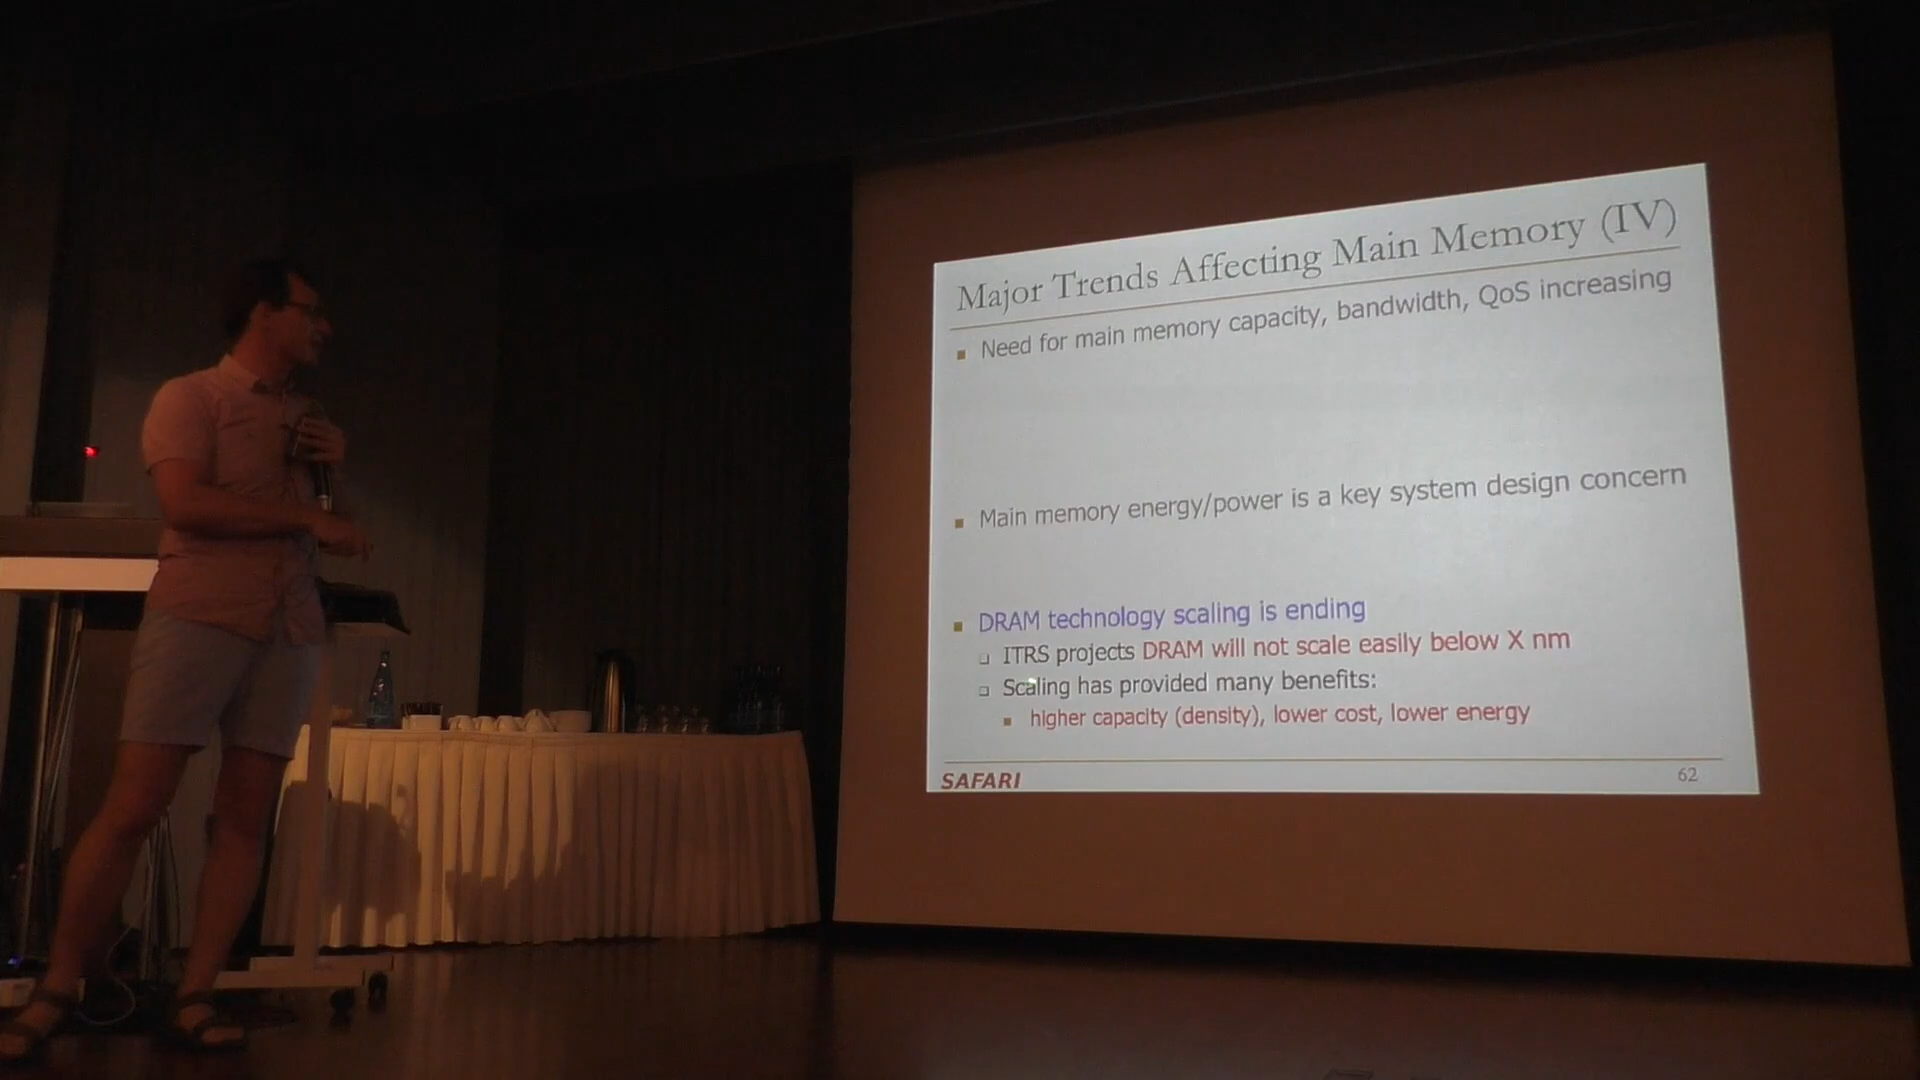 Major Trends Affecting Main Memory (IV)
Need for main memory capacity, bandwidth, QoS increasing
Main memory energy/power is a key system design concern
DRAM technology scaling is ending
ITRS projects DRAM will not scale easily below X nm
Scaling has provided many benefits:
higher capacity (density), lower cost, lower energy
SAFARI
62